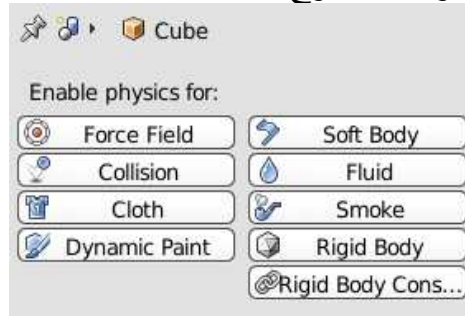 Cube
Enable physics for:
Force Field
Soft Body
Collision
Fluid
Cloth
Smoke
Dynamic Paint
Rigid Body
Rigid Body Cons...